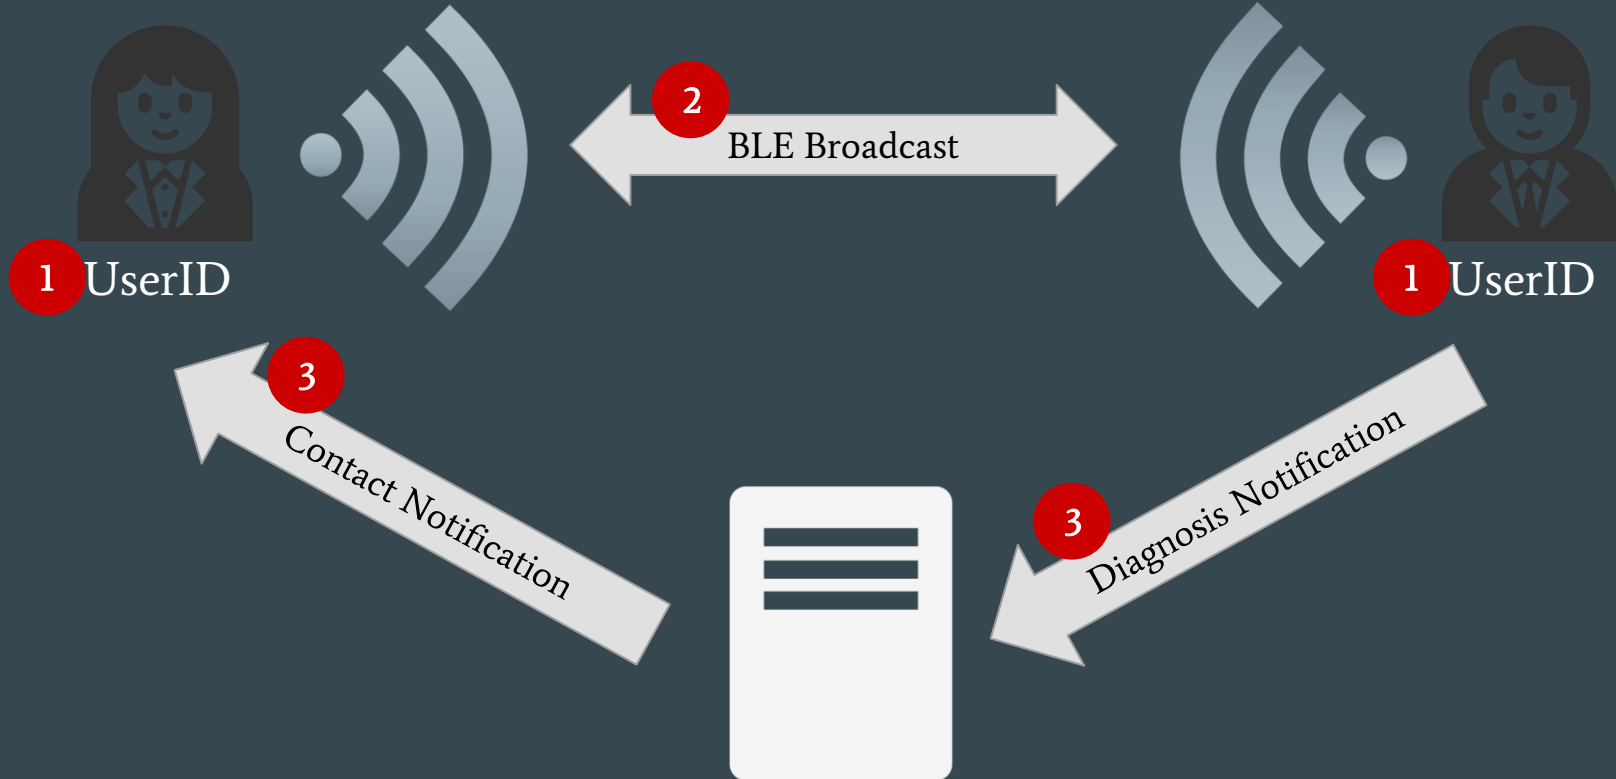 2
BLE Broadcast
1 UserID
1 UserID
3
Contact Notification
3
Diagnosis Notification